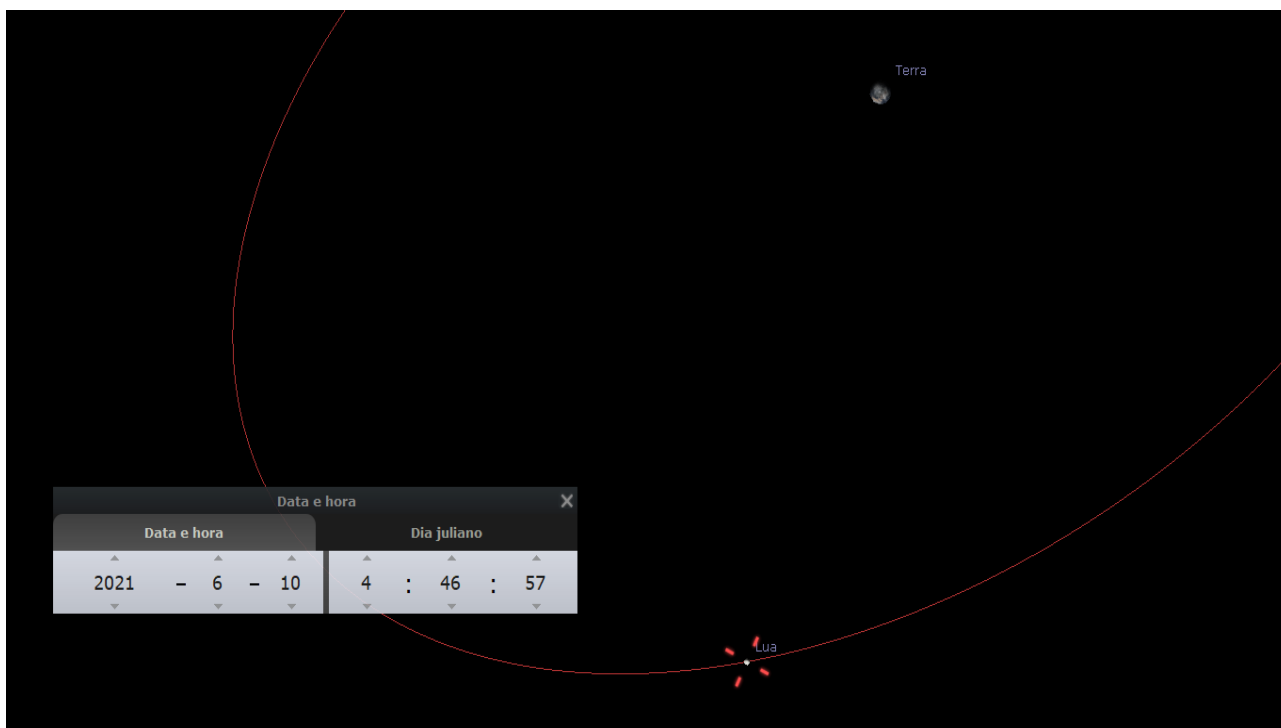 Terra
Data e hora
Data e hora Dia juliano
2021 - 6 - 10 4 : 46 : 57
Lua